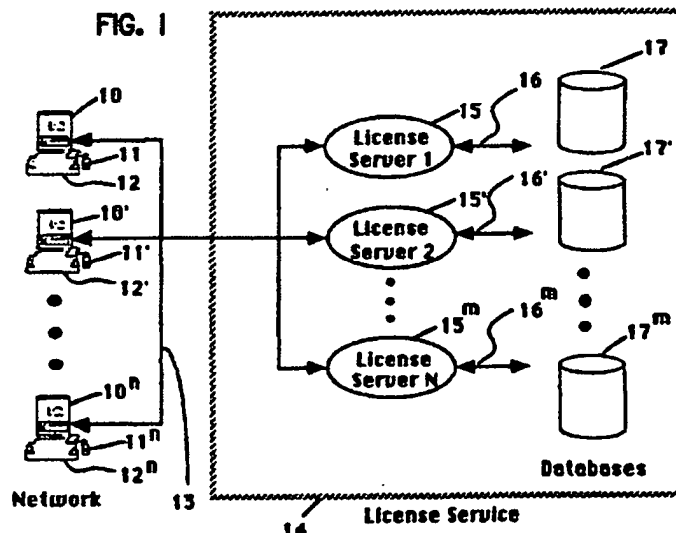 FIG. 1
10
11
12
10'
11'
12'
10ⁿ
11ⁿ
12ⁿ
Network
13
License Server 1
15
16
17
License Server 2
15'
16'
17'
License Server N
15ᵐ
16ᵐ
17ᵐ
Databases
14
License Service